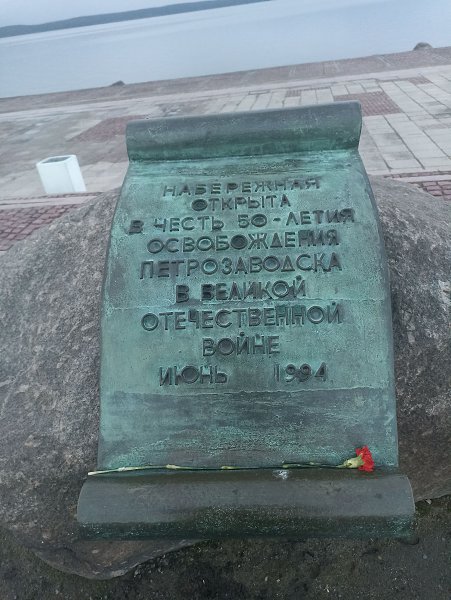 НАБЕРЕЖНАЯ
ОТКРЫТА
В ЧЕСТЬ 50-ЛЕТИЯ
ОСВОБОЖДЕНИЯ
ПЕТРОЗАВОДСКА
В ВЕЛИКОЙ
ОТЕЧЕСТВЕННОЙ
ВОЙНЕ
ИЮНЬ 1994